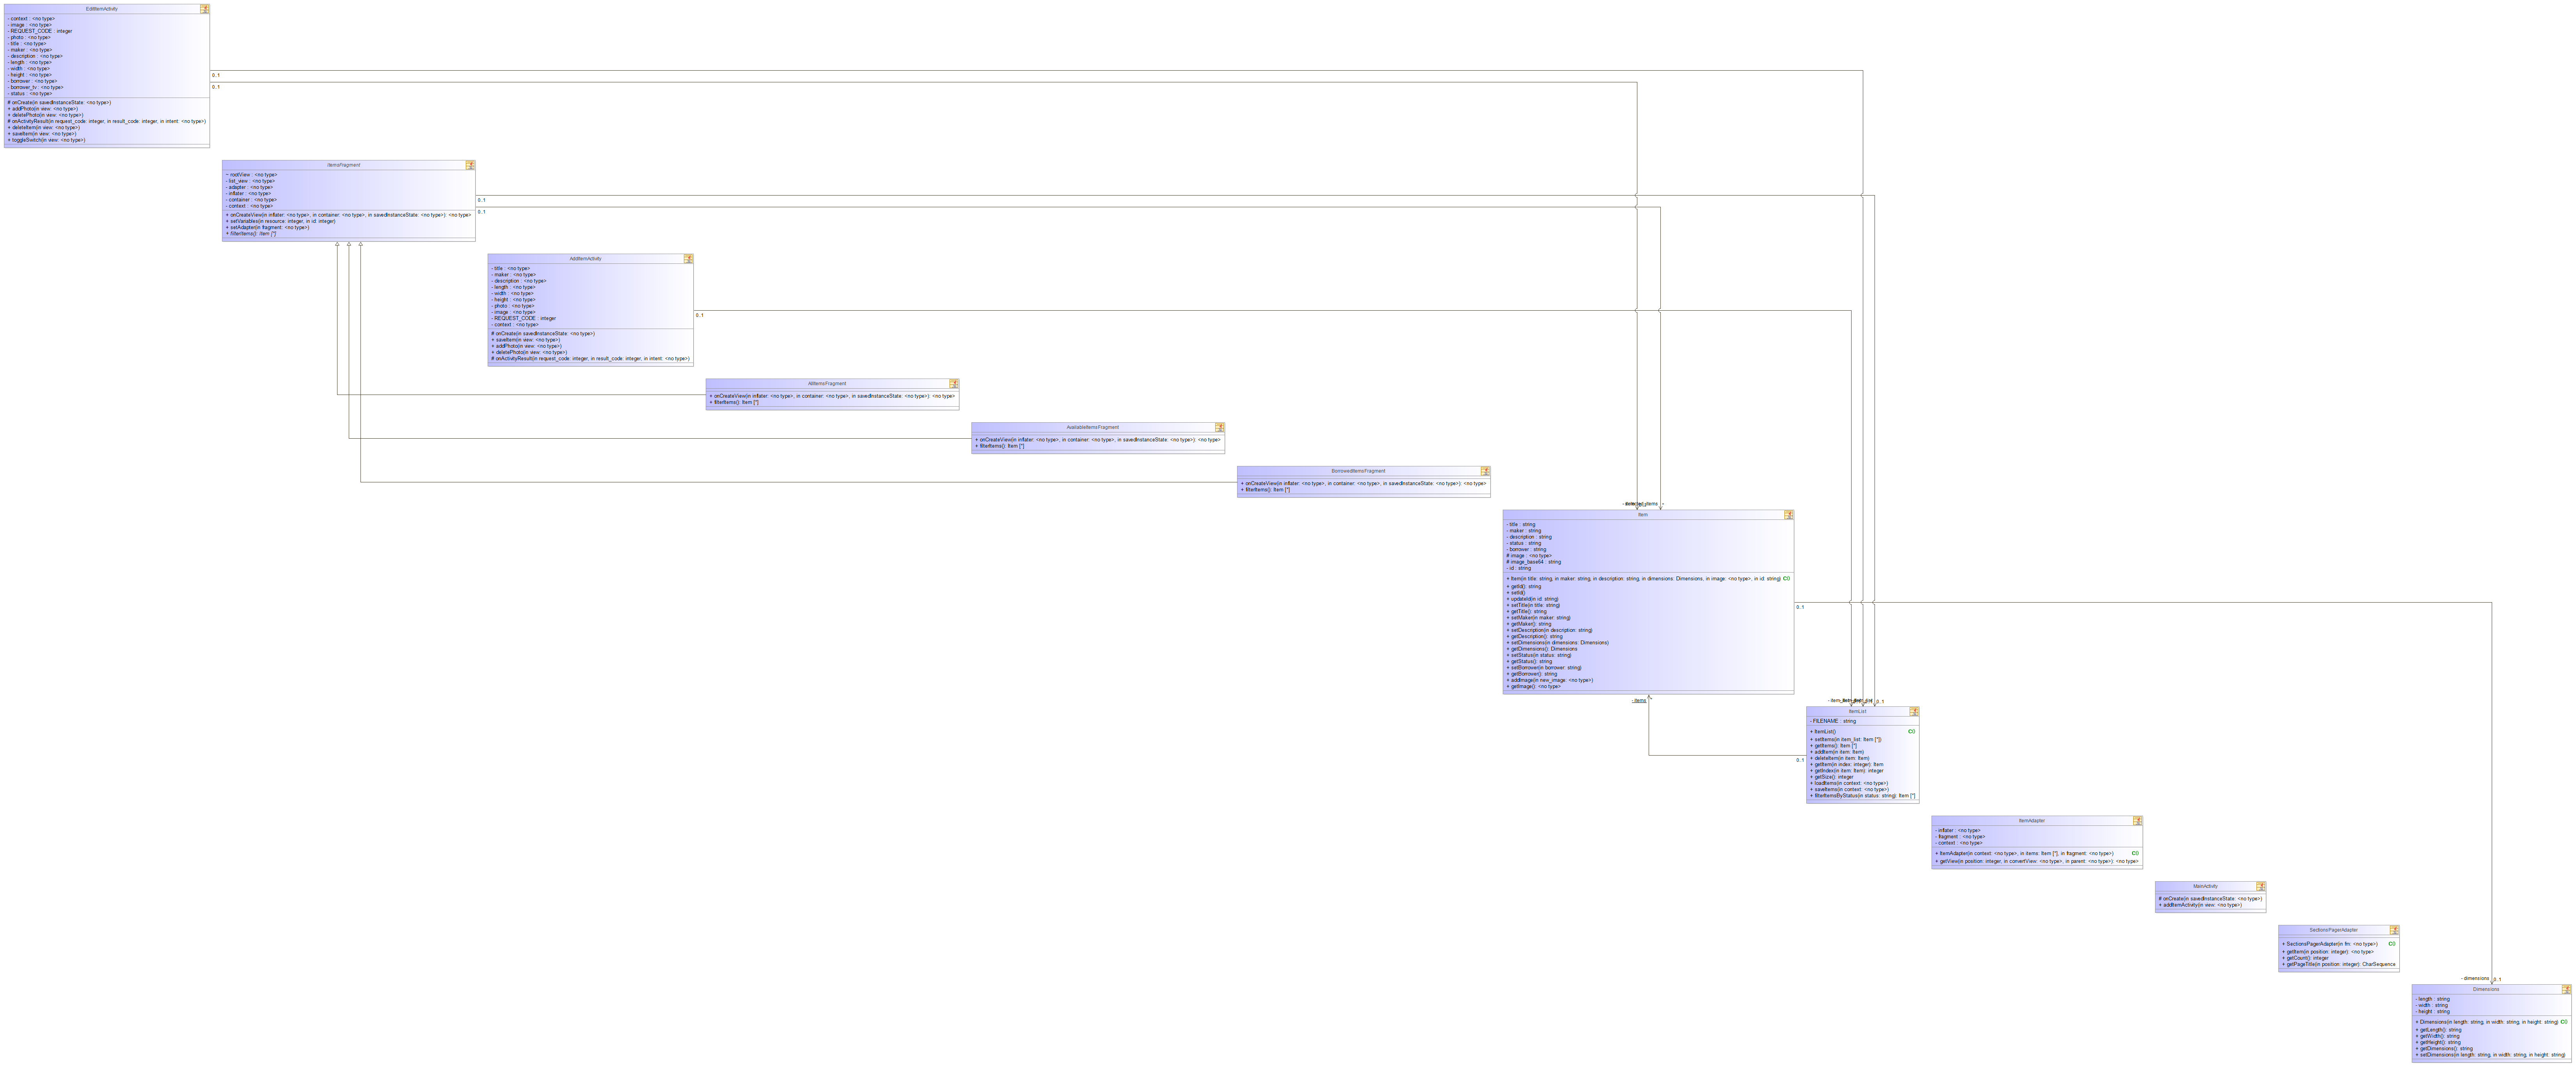 EditItemActivity
- context : <no type>
- image : <no type>
- REQUEST_CODE : integer
- photo : <no type>
- title : <no type>
- maker : <no type>
- description : <no type>
- length : <no type>
- width : <no type>
- height : <no type>
- borrower : <no type>
- borrower_tv : <no type>
- status : <no type>
# onCreate(in savedInstanceState: <no type>)
+ addPhoto(in view: <no type>)
+ deletePhoto(in view: <no type>)
# onActivityResult(in request_code: integer, in result_code: integer, in intent: <no type>)
+ deleteItem(in view: <no type>)
+ saveItem(in view: <no type>)
+ toggleSwitch(in view: <no type>)
0..1
0..1
ItemsFragment
~ rootView : <no type>
- list_view : <no type>
- adapter : <no type>
- inflater : <no type>
- container : <no type>
- context : <no type>
+ onCreateView(in inflater: <no type>, in container: <no type>, in savedInstanceState: <no type>): <no type>
+ setVariables(in resource: integer, in id: integer)
+ setAdapter(in fragment: <no type>)
+ filterItems(): Item [*]
0..1
0..1
AddItemActivity
- title : <no type>
- maker : <no type>
- description : <no type>
- length : <no type>
- width : <no type>
- height : <no type>
- photo : <no type>
- image : <no type>
- REQUEST_CODE : integer
- context : <no type>
# onCreate(in savedInstanceState: <no type>)
+ saveItem(in view: <no type>)
+ addPhoto(in view: <no type>)
+ deletePhoto(in view: <no type>)
# onActivityResult(in request_code: integer, in result_code: integer, in intent: <no type>)
0..1
AllItemsFragment
+ onCreateView(in inflater: <no type>, in container: <no type>, in savedInstanceState: <no type>): <no type>
+ filterItems(): Item [*]
AvailableItemsFragment
+ onCreateView(in inflater: <no type>, in container: <no type>, in savedInstanceState: <no type>): <no type>
+ filterItems(): Item [*]
BorrowedItemsFragment
+ onCreateView(in inflater: <no type>, in container: <no type>, in savedInstanceState: <no type>): <no type>
+ filterItems(): Item [*]
*
Item
- title : string
- maker : string
- description : string
- status : string
- borrower : string
# image : <no type>
# image_base64 : string
- id : string
+ Item(in title: string, in maker: string, in description: string, in dimensions: Dimensions, in image: <no type>, in id: string) C()
+ getId(): string
+ setId()
+ updateId(in id: string)
+ setTitle(in title: string)
+ getTitle(): string
+ setMaker(in maker: string)
+ getMaker(): string
+ setDescription(in description: string)
+ getDescription(): string
+ setDimensions(in dimensions: Dimensions)
+ getDimensions(): Dimensions
+ setStatus(in status: string)
+ getStatus(): string
+ setBorrower(in borrower: string)
+ getBorrower(): string
+ addImage(in new_image: <no type>)
+ getImage(): <no type>
0..1
- items
*
0..1
ItemList
- FILENAME : string
+ ItemList() C()
+ setItems(in item_list: Item [*])
+ getItems(): Item [*]
+ addItem(in item: Item)
+ deleteItem(in item: Item)
+ getItem(in index: integer): Item
+ getIndex(in item: Item): integer
+ getSize(): integer
+ loadItems(in context: <no type>)
+ saveItems(in context: <no type>)
+ filterItemsByStatus(in status: string): Item [*]
0..1
ItemAdapter
- inflater : <no type>
- fragment : <no type>
- context : <no type>
+ ItemAdapter(in context: <no type>, in items: Item [*], in fragment: <no type>) C()
+ getView(in position: integer, in convertView: <no type>, in parent: <no type>): <no type>
MainActivity
# onCreate(in savedInstanceState: <no type>)
+ addItemActivity(in view: <no type>)
SectionsPagerAdapter
+ SectionsPagerAdapter(in fm: <no type>) C()
+ getItem(in position: integer): <no type>
+ getCount(): integer
+ getPageTitle(in position: integer): CharSequence
- dimensions
0..1
Dimensions
- length : string
- width : string
- height : string
+ Dimensions(in length: string, in width: string, in height: string) C()
+ getLength(): string
+ getWidth(): string
+ getHeight(): string
+ getDimensions(): string
+ setDimensions(in length: string, in width: string, in height: string)